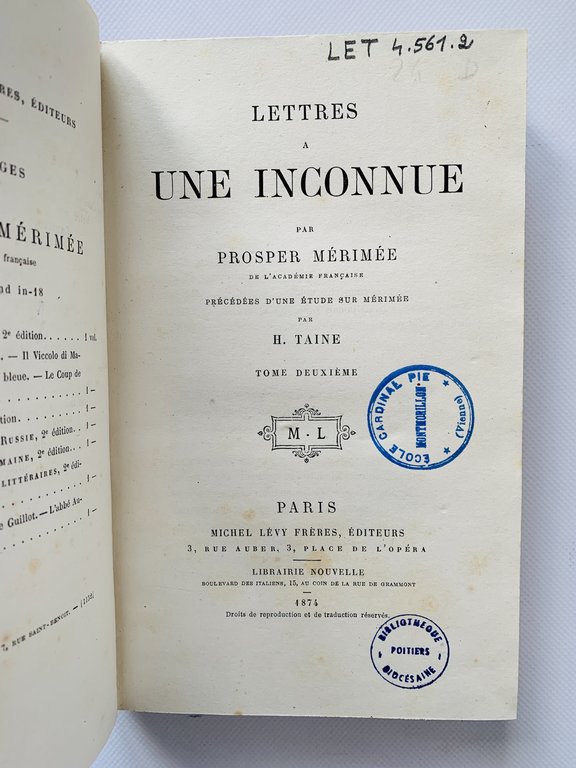 RES, ÉDITEURS
GES
MÉRIMÉE
française
nd in-18
2e édition...... 1 vol.
. — Il Viccolo di Ma-
bleue. — Le Coup de
1 —
tion.
RUSSIE, 2e édition..
MAINE, 2e édition..
LITTÉRAIRES, 2e édi-
1 —
e Guillot. — L'abbé Au-
1 —
7, RUE SAINT-BENOIT.
LET 4.561.2
LETTRES
A
UNE INCONNUE
PAR
PROSPER MÉRIMÉE
DE L'ACADÉMIE FRANÇAISE
PRÉCÉDÉES D'UNE ÉTUDE SUR MÉRIMÉE
PAR
H. TAINE
TOME DEUXIÈME
ÉCOLE CARDINAL PIE
MONTMORILLON
(Vienne)
M · L
PARIS
MICHEL LÉVY FRÈRES, ÉDITEURS
3, RUE AUBER, 3, PLACE DE L'OPÉRA
LIBRAIRIE NOUVELLE
BOULEVARD DES ITALIENS, 15, AU COIN DE LA RUE DE GRAMMONT
1874
Droits de reproduction et de traduction réservés.
BIBLIOTHÈQUE
POITIERS
DIOCÉSAINE